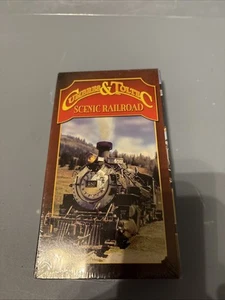 Cumbres & Toltec
SCENIC RAILROAD